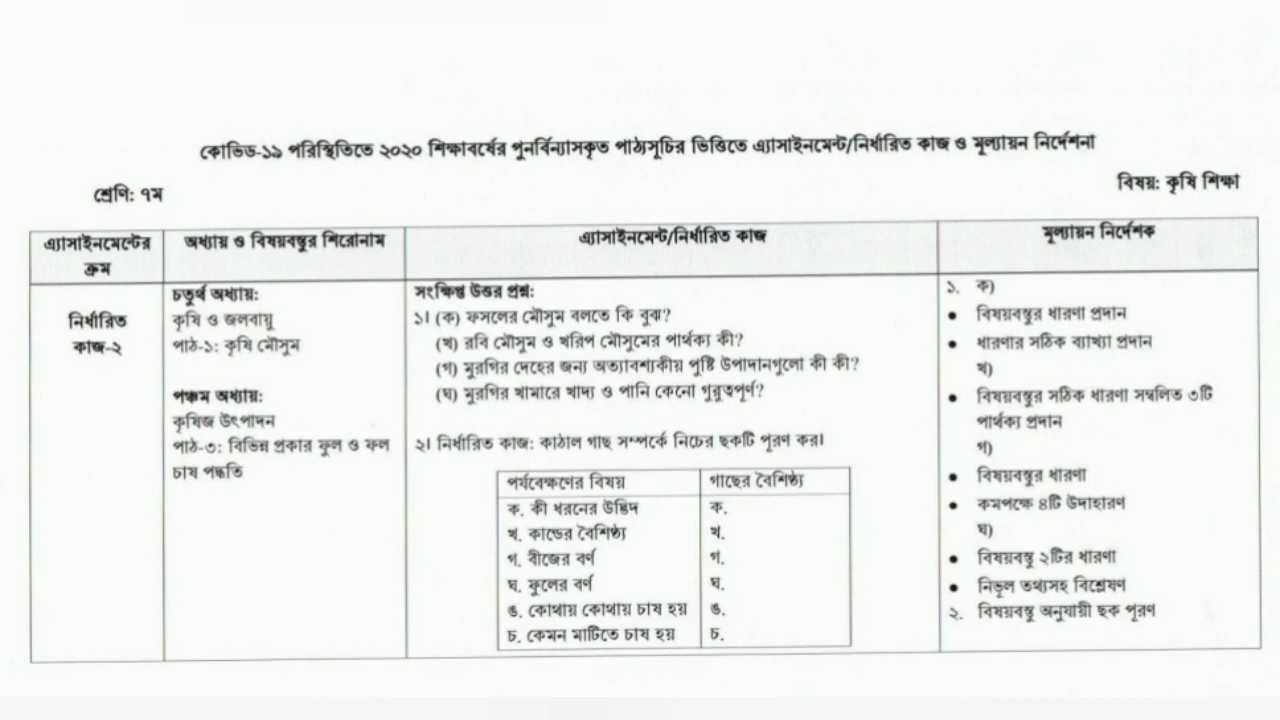 কোভিড-১৯ পরিস্থিতিতে ২০২০ শিক্ষাবর্ষের পুনর্বিন্যাসকৃত পাঠ্যসূচির ভিত্তিতে এ্যাসাইনমেন্ট/নির্ধারিত কাজ ও মূল্যায়ন নির্দেশনা
শ্রেণি: ৭ম
বিষয়: কৃষি শিক্ষা
এ্যাসাইনমেন্টের
ক্রম
অধ্যায় ও বিষয়বস্তুর শিরোনাম
এ্যাসাইনমেন্ট/নির্ধারিত কাজ
মূল্যায়ন নির্দেশক
নির্ধারিত
কাজ-২
চতুর্থ অধ্যায়:
কৃষি ও জলবায়ু
পাঠ-১: কৃষি মৌসুম
পঞ্চম অধ্যায়:
কৃষিজ উৎপাদন
পাঠ-৩: বিভিন্ন প্রকার ফুল ও ফল
চাষ পদ্ধতি
সংক্ষিপ্ত উত্তর প্রশ্ন:
১। (ক) ফসলের মৌসুম বলতে কি বুঝ?
(খ) রবি মৌসুম ও খরিপ মৌসুমের পার্থক্য কী?
(গ) মুরগির দেহের জন্য অত্যাবশ্যকীয় পুষ্টি উপাদানগুলো কী কী?
(ঘ) মুরগির খামারে খাদ্য ও পানি কেনো গুরুত্বপূর্ণ?
২। নির্ধারিত কাজ: কাঠাল গাছ সম্পর্কে নিচের ছকটি পূরণ কর।
পর্যবেক্ষণের বিষয়	গাছের বৈশিষ্ঠ্য
ক. কী ধরনের উদ্ভিদ	ক.
খ. কান্ডের বৈশিষ্ঠ্য	খ.
গ. বীজের বর্ণ	গ.
ঘ. ফুলের বর্ণ	ঘ.
ঙ. কোথায় কোথায় চাষ হয়	ঙ.
চ. কেমন মাটিতে চাষ হয়	চ.
১. ক)
• বিষয়বস্তুর ধারণা প্রদান
• ধারণার সঠিক ব্যাখ্যা প্রদান
খ)
• বিষয়বস্তুর সঠিক ধারণা সম্বলিত ৩টি
পার্থক্য প্রদান
গ)
• বিষয়বস্তুর ধারণা
• কমপক্ষে ৪টি উদাহারণ
ঘ)
• বিষয়বস্তু ২টির ধারণা
• নির্ভূল তথ্যসহ বিশ্লেষণ
২. বিষয়বস্তু অনুযায়ী ছক পূরণ